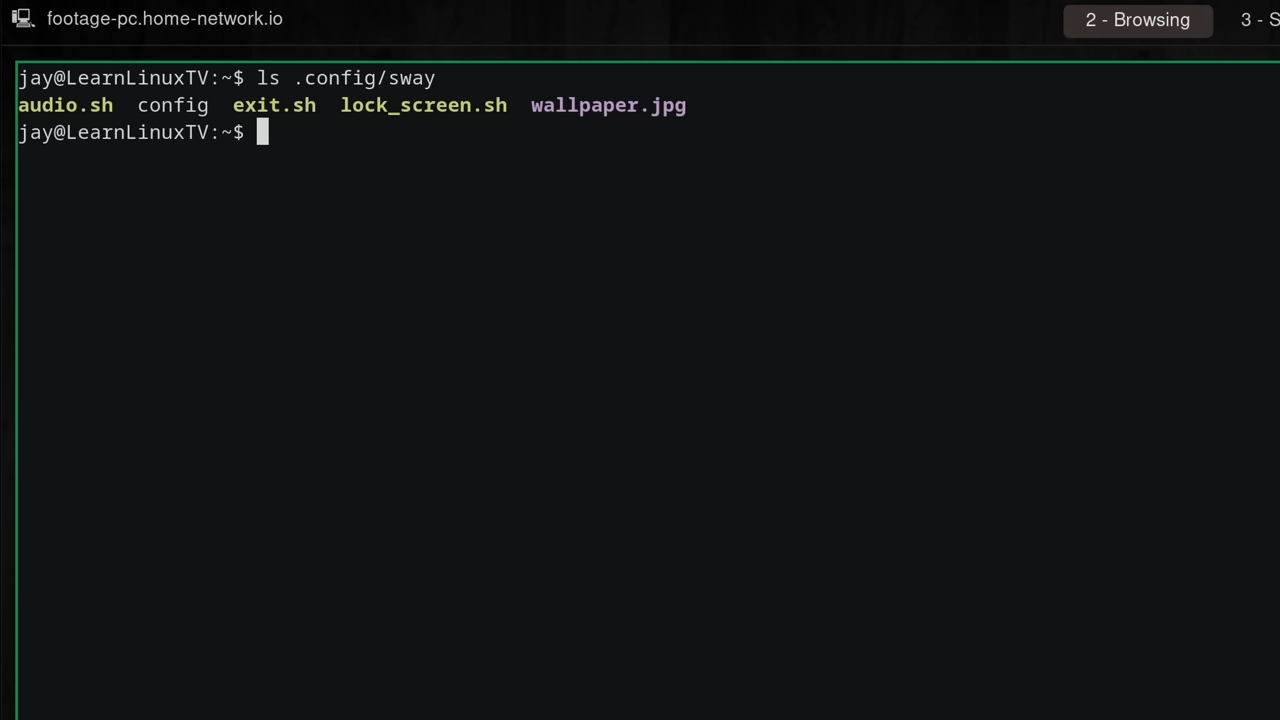 footage-pc.home-network.io
2 - Browsing
3 - S
jay@LearnLinuxTV:~$ ls .config/sway
audio.sh  config  exit.sh  lock_screen.sh  wallpaper.jpg
jay@LearnLinuxTV:~$